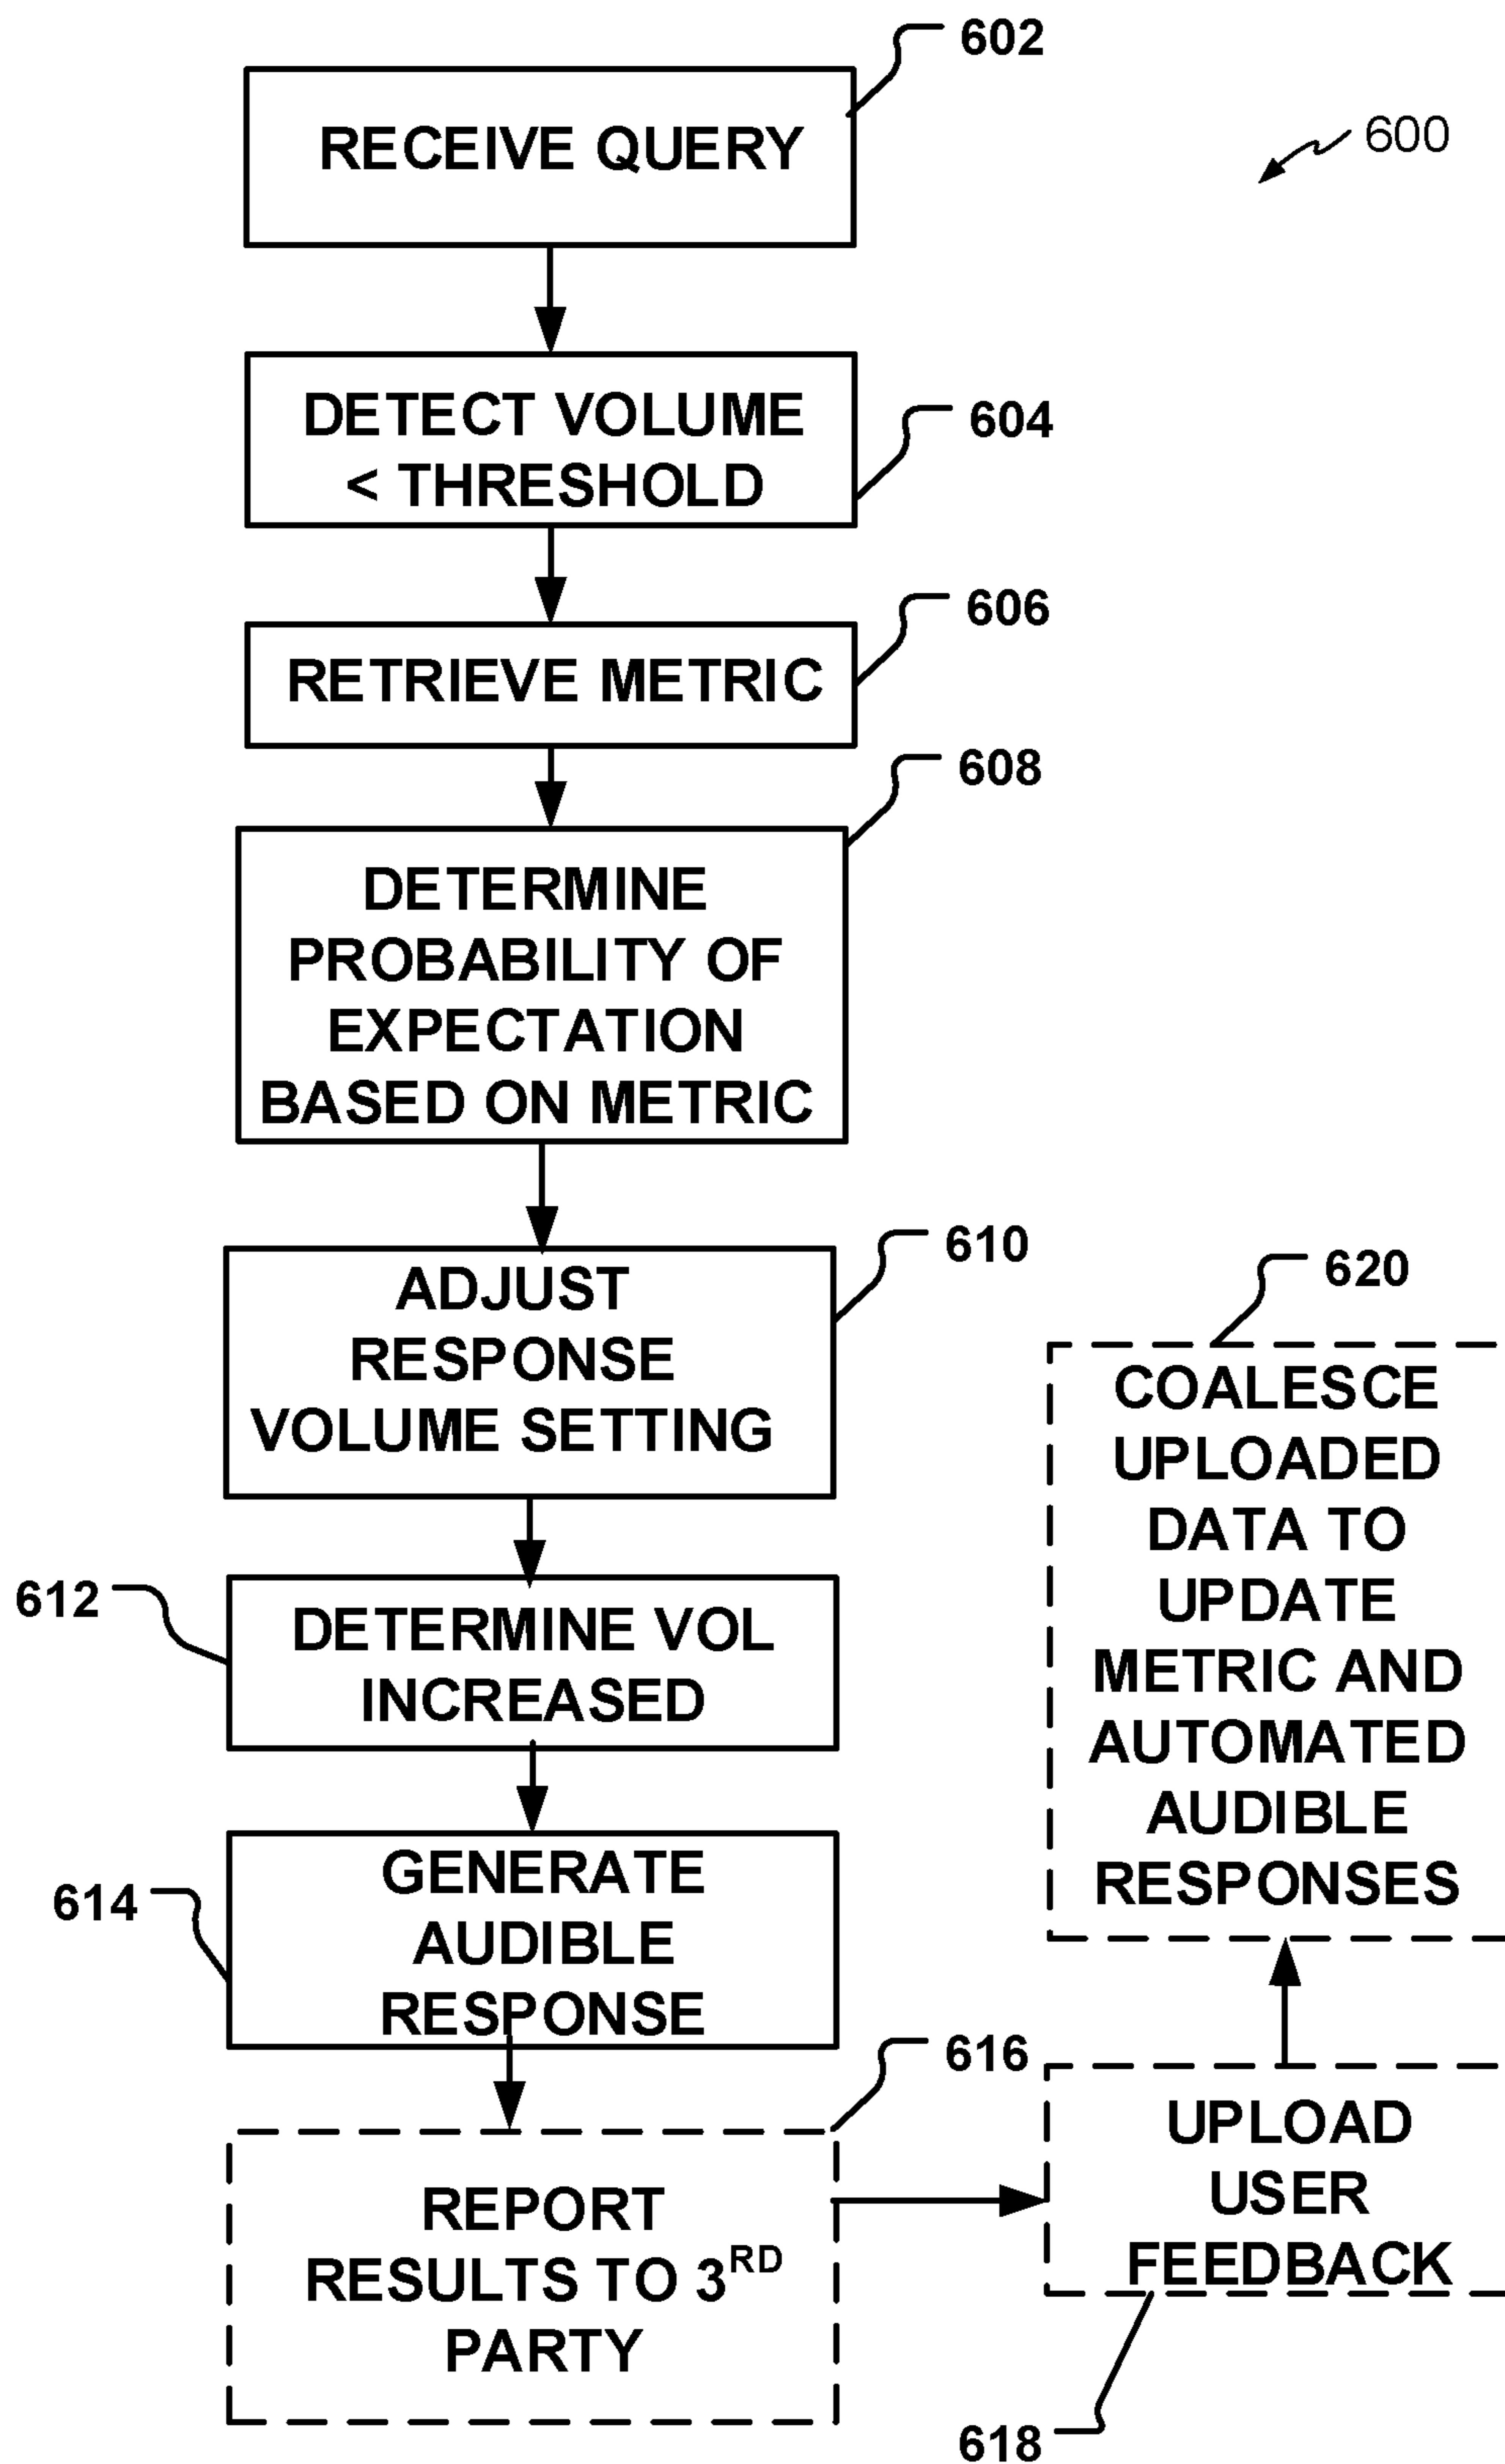 602
RECEIVE QUERY
600
DETECT VOLUME
< THRESHOLD
604
606
RETRIEVE METRIC
608
DETERMINE
PROBABILITY OF
EXPECTATION
BASED ON METRIC
610
ADJUST
RESPONSE
VOLUME SETTING
612
DETERMINE VOL
INCREASED
614
GENERATE
AUDIBLE
RESPONSE
616
REPORT
RESULTS TO 3RD
PARTY
620
COALESCE
UPLOADED
DATA TO
UPDATE
METRIC AND
AUTOMATED
AUDIBLE
RESPONSES
UPLOAD
USER
FEEDBACK
618